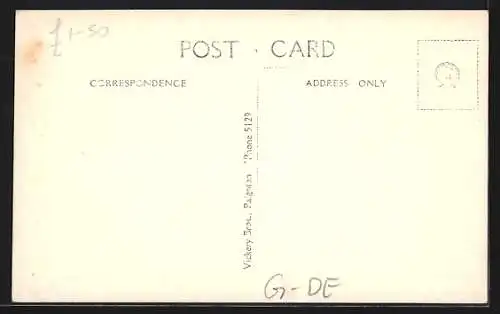 £1-50
POST CARD
CORRESPONDENCE
ADDRESS ONLY
Vickery Bros., Paignton 'Phone 5129
G-DE